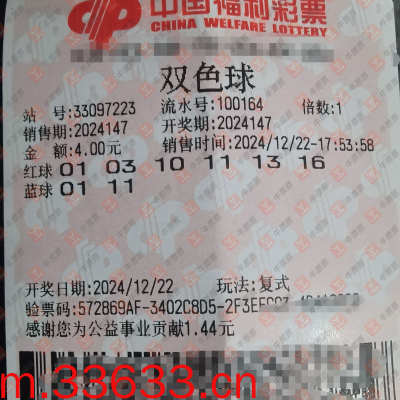 中国福利彩票
CHINA WELFARE LOTTERY
双色球
站 号:33097223 流水号:100164 倍数:1
销售期:2024147 开奖期:2024147
金 额:4.00元 销售时间:2024/12/22-17:53:58
红球 01 03 10 11 13 16
蓝球 01 11
开奖日期:2024/12/22 玩法:复式
验票码:572869AF-3402C8D5-2F3EF
感谢您为公益事业贡献1.44元
m.33633.cn